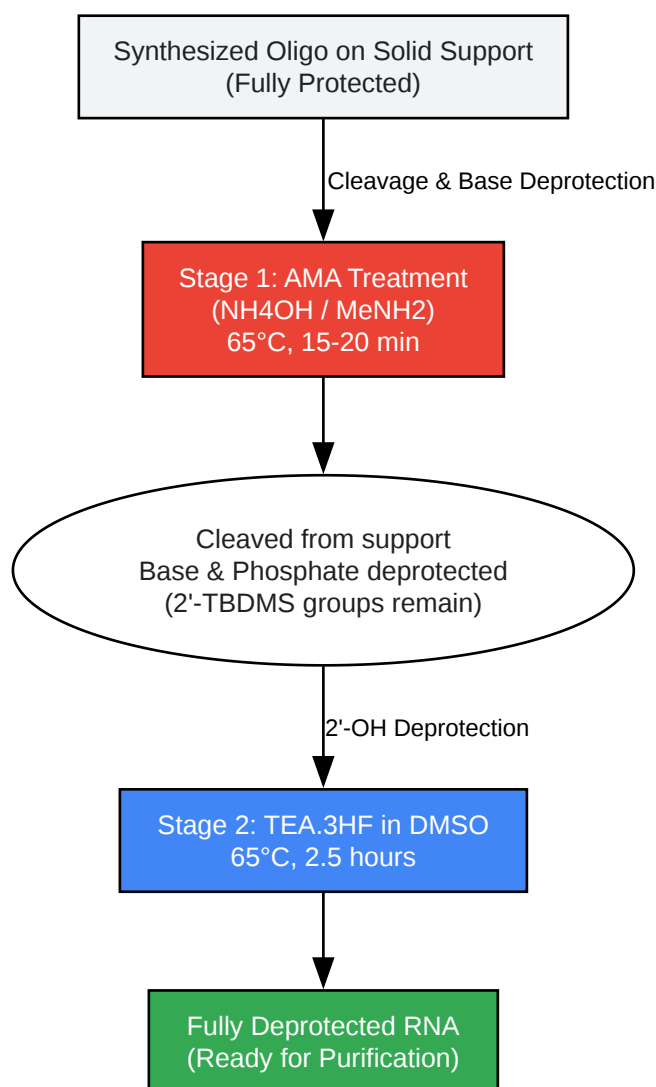 Synthesized Oligo on Solid Support
(Fully Protected)
Cleavage & Base Deprotection
Stage 1: AMA Treatment
(NH4OH / MeNH2)
65°C, 15-20 min
Cleaved from support
Base & Phosphate deprotected
(2'-TBDMS groups remain)
2'-OH Deprotection
Stage 2: TEA.3HF in DMSO
65°C, 2.5 hours
Fully Deprotected RNA
(Ready for Purification)